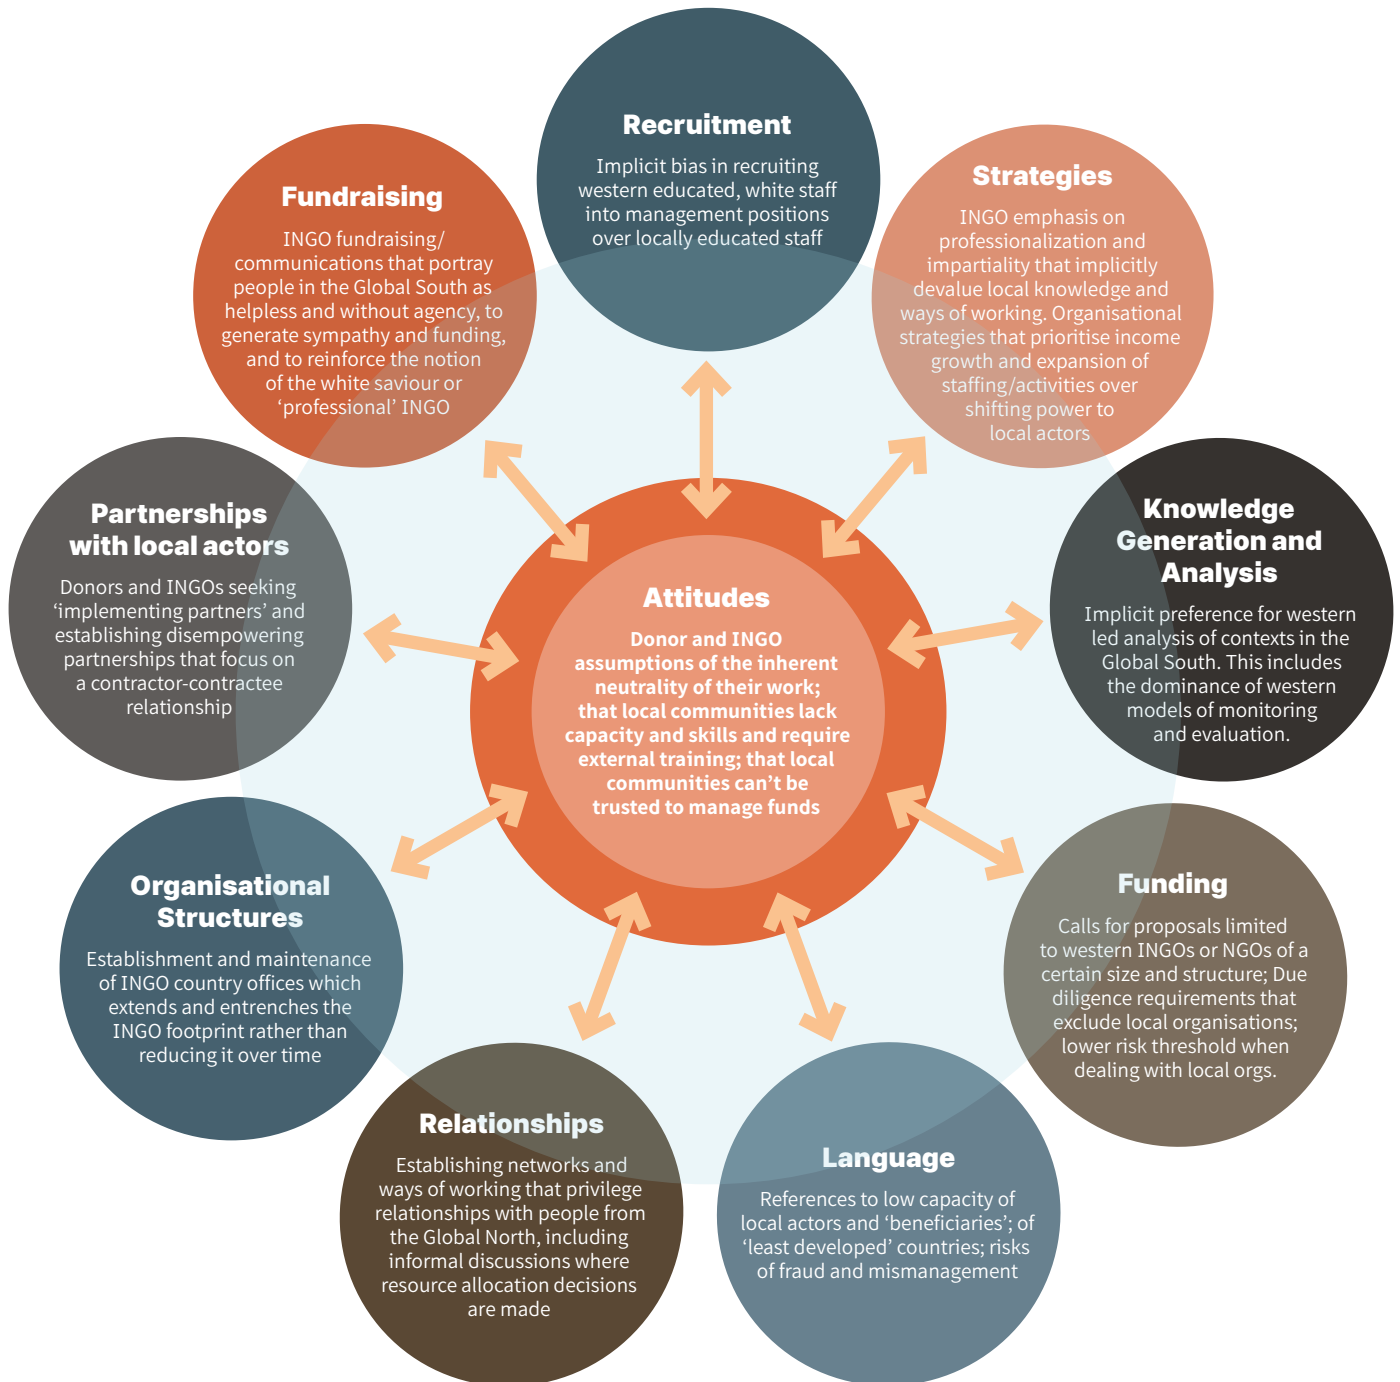 Recruitment
Implicit bias in recruiting
western educated, white staff
into management positions
over locally educated staff
Strategies
INGO emphasis on
professionalization and
impartiality that implicitly
devalue local knowledge and
ways of working. Organisational
strategies that prioritise income
growth and expansion of
staffing/activities over
shifting power to
local actors
Knowledge
Generation and
Analysis
Implicit preference for western
led analysis of contexts in the
Global South. This includes
the dominance of western
models of monitoring
and evaluation.
Funding
Calls for proposals limited
to western INGOs or NGOs of a
certain size and structure; Due
diligence requirements that
exclude local organisations;
lower risk threshold when
dealing with local orgs.
Language
References to low capacity of
local actors and ‘beneficiaries’; of
‘least developed’ countries; risks
of fraud and mismanagement
Relationships
Establishing networks and
ways of working that privilege
relationships with people from
the Global North, including
informal discussions where
resource allocation decisions
are made
Organisational
Structures
Establishment and maintenance
of INGO country offices which
extends and entrenches the
INGO footprint rather than
reducing it over time
Partnerships
with local actors
Donors and INGOs seeking
‘implementing partners’ and
establishing disempowering
partnerships that focus on
a contractor-contractee
relationship
Fundraising
INGO fundraising/
communications that portray
people in the Global South as
helpless and without agency, to
generate sympathy and funding,
and to reinforce the notion
of the white saviour or
‘professional’ INGO
Attitudes
Donor and INGO
assumptions of the inherent
neutrality of their work;
that local communities lack
capacity and skills and require
external training; that local
communities can’t be
trusted to manage funds